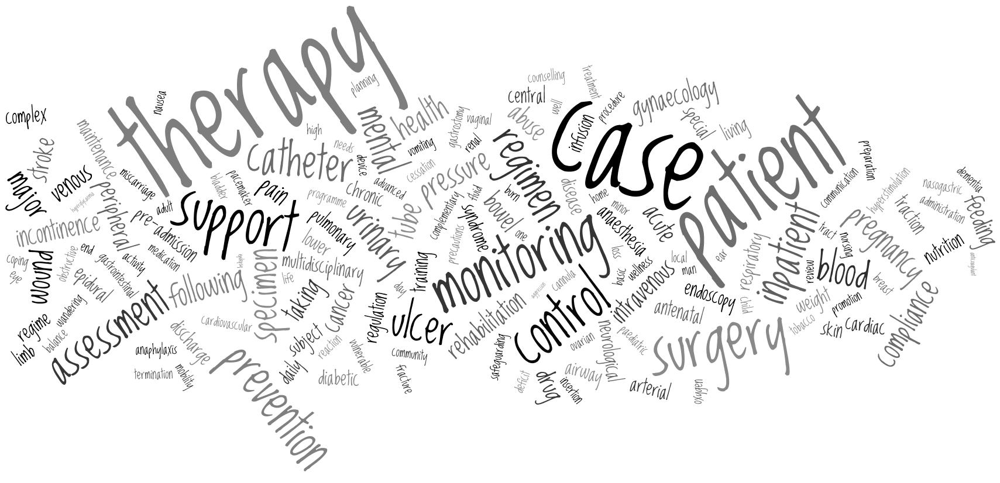 therapy
planning
nausea
complex
counselling
treatment
central
well
procedure
gynaecology
mental
health
gastrostomy
vaginal
abuse
Case
infusion
special
living
patient
maintenance
stroke
high
needs
vomiting
renal
regimen
preparation
Catheter
device
cessation
pressure
major
venous
miscarriage
bladder
pacemaker
pain
advanced
chronic
programme
complementary
fluid
burn
disease
home
minor
communication
hyperstimulation
dementia
nasogastric
hyperglycaemia
peripheral
adult
support
pulmonary
urinary
tube
syndrome
bowel
anaesthesia
acute
traction
administration
feeding
incontinence
pre-admission
lower
precautions
one
monitoring
inpatient
tract
nursing
pregnancy
nutrition
coping
eye
wound
obstructive
end
gastrointestinal
activity
medication
multidisciplinary
training
loss
basic
wellness
local
man
ear
respiratory
review
blood
breast
anticoagulant
epidural
following
specimen
life
taking
Cancer
day
aggression
Cannula
control
intravenous
endoscopy
child
weight
promotion
compliance
regime
wandering
assessment
cardiovascular
regulation
ulcer
rehabilitation
antenatal
tobacco
skin
Cardiac
limb
balance
discharge
anaphylaxis
subject
reaction
vulnerable
community
safeguarding
ovarian
neurological
paediatric
surgery
termination
mobility
prevention
daily
diabetic
fracture
deficit
drug
airway
insertion
arterial
oxygen